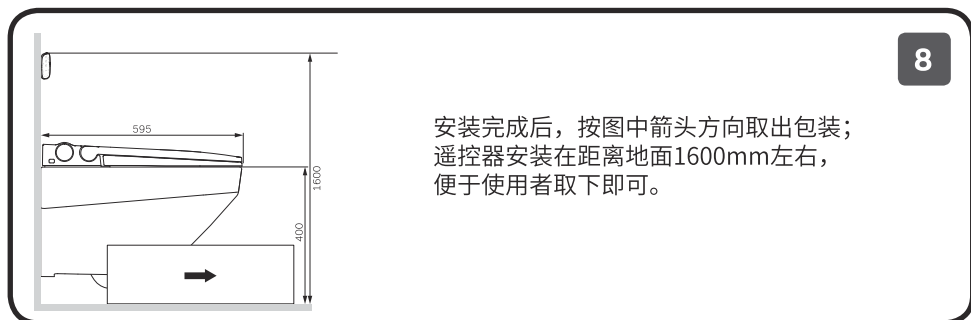 8
595
1600
400
安装完成后，按图中箭头方向取出包装；
遥控器安装在距离地面1600mm左右，
便于使用者取下即可。